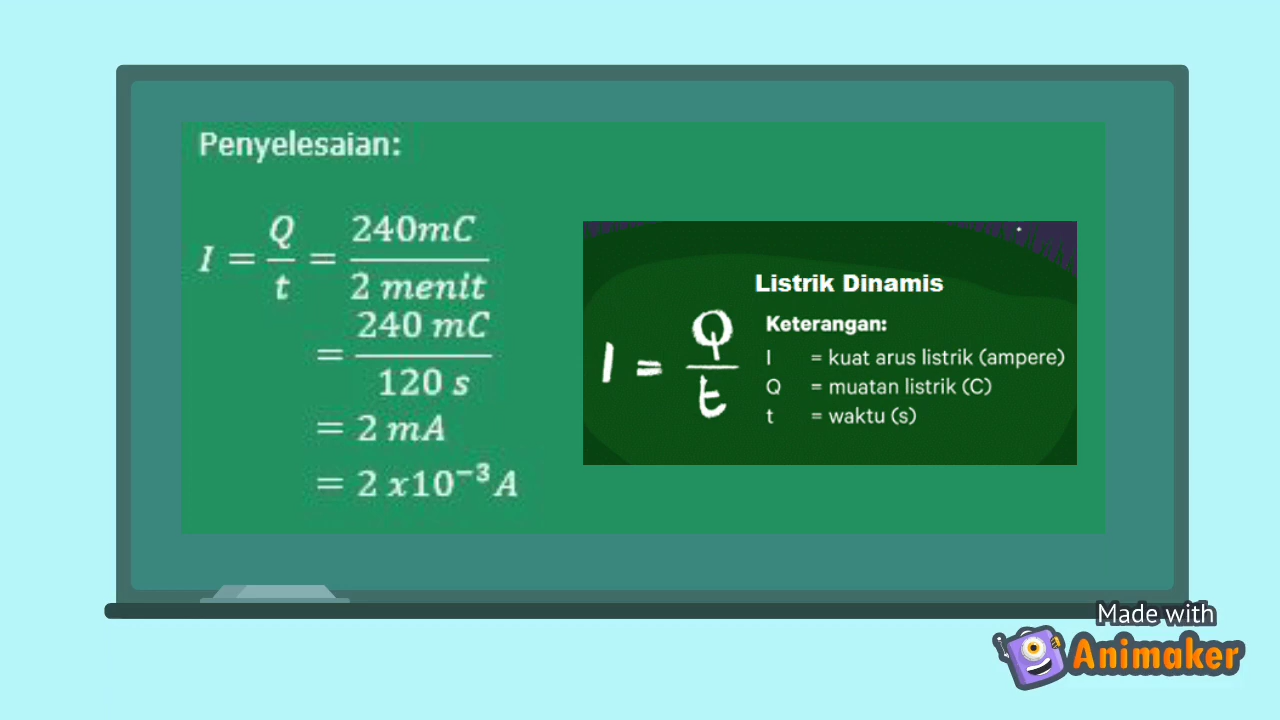 Penyelesaian:
I = Q/t = 240mC/2 menit
= 240 mC/120 s
= 2 mA
= 2 x10⁻³A
Listrik Dinamis
I = Q/t
Keterangan:
I = kuat arus listrik (ampere)
Q = muatan listrik (C)
t = waktu (s)
Made with
Animaker